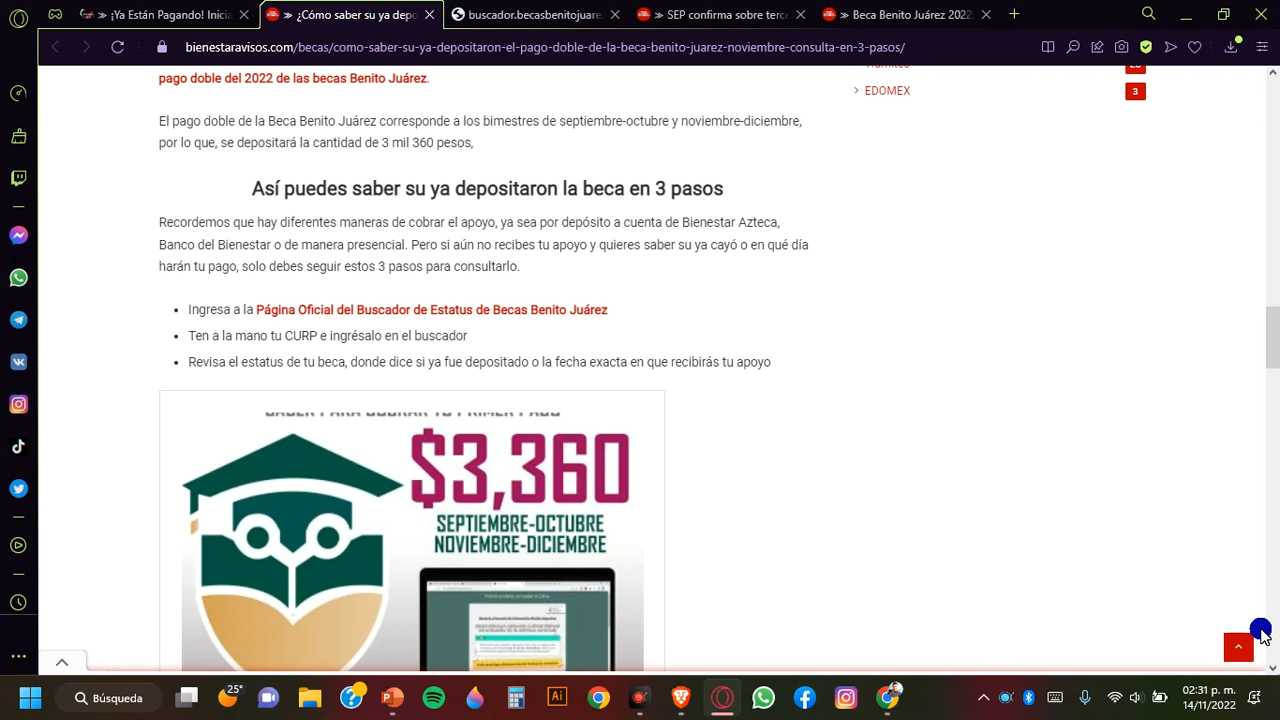 » ¡Ya Están Forma
» ¿Cómo saber su ya depo
buscador.becasbenitojuare
» SEP confirma sobre terce
» Beca Benito Juárez 2022
bienestaravisos.com/becas/como-saber-su-ya-depositaron-el-pago-doble-de-la-beca-benito-juarez-noviembre-consulta-en-3-pasos/
pago doble del 2022 de las becas Benito Juárez.
> EDOMEX
3
El pago doble de la Beca Benito Juárez corresponde a los bimestres de septiembre-octubre y noviembre-diciembre,
por lo que, se depositará la cantidad de 3 mil 360 pesos,
Así puedes saber su ya depositaron la beca en 3 pasos
Recordemos que hay diferentes maneras de cobrar el apoyo, ya sea por depósito a cuenta de Bienestar Azteca,
Banco del Bienestar o de manera presencial. Pero si aún no recibes tu apoyo y quieres saber su ya cayó o en qué día
harán tu pago, solo debes seguir estos 3 pasos para consultarlo.
• Ingresa a la Página Oficial del Buscador de Estatus de Becas Benito Juárez
• Ten a la mano tu CURP e ingrésalo en el buscador
• Revisa el estatus de tu beca, donde dice si ya fue depositado o la fecha exacta en que recibirás tu apoyo
$3,360
SEPTIEMBRE-OCTUBRE
NOVIEMBRE-DICIEMBRE
Búsqueda
25°
02:31 p. m.
14/11/2022